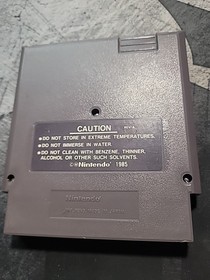 CAUTION
●DO NOT STORE IN EXTREME TEMPERATURES.
●DO NOT IMMERSE IN WATER.
●DO NOT CLEAN WITH BENZENE, THINNER,
ALCOHOL OR OTHER SUCH SOLVENTS.
©Nintendo 1985
Nintendo